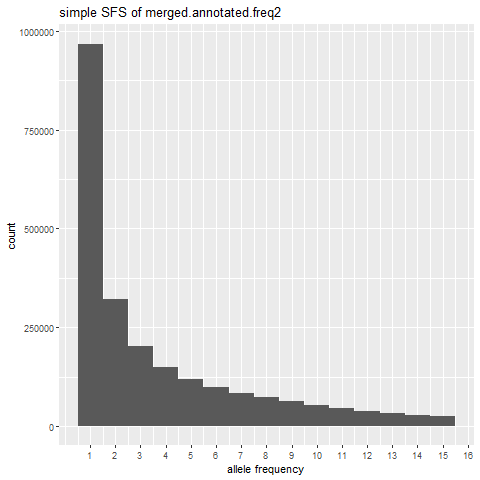 simple SFS of merged.annotated.freq2
1000000
750000
500000
250000
0
count
1 2 3 4 5 6 7 8 9 10 11 12 13 14 15 16
allele frequency